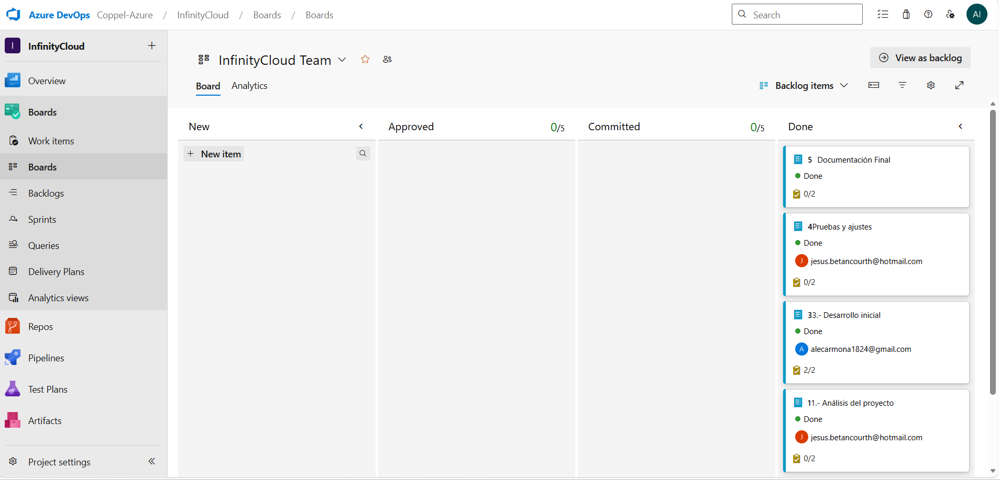 Azure DevOps Coppel-Azure / InfinityCloud / Boards / Boards
Search
AI
I InfinityCloud
Overview
Boards
Work items
Boards
Backlogs
Sprints
Queries
Delivery Plans
Analytics views
Repos
Pipelines
Test Plans
Artifacts
Project settings
InfinityCloud Team
View as backlog
Board Analytics
Backlog items
New
New item
Approved 0/5
Committed 0/5
Done
5 Documentación Final
Done
0/2
4Pruebas y ajustes
Done
J jesus.betancourth@hotmail.com
0/2
33.- Desarrollo inicial
Done
A alecarmona1824@gmail.com
2/2
11.- Análisis del proyecto
Done
J jesus.betancourth@hotmail.com
0/2